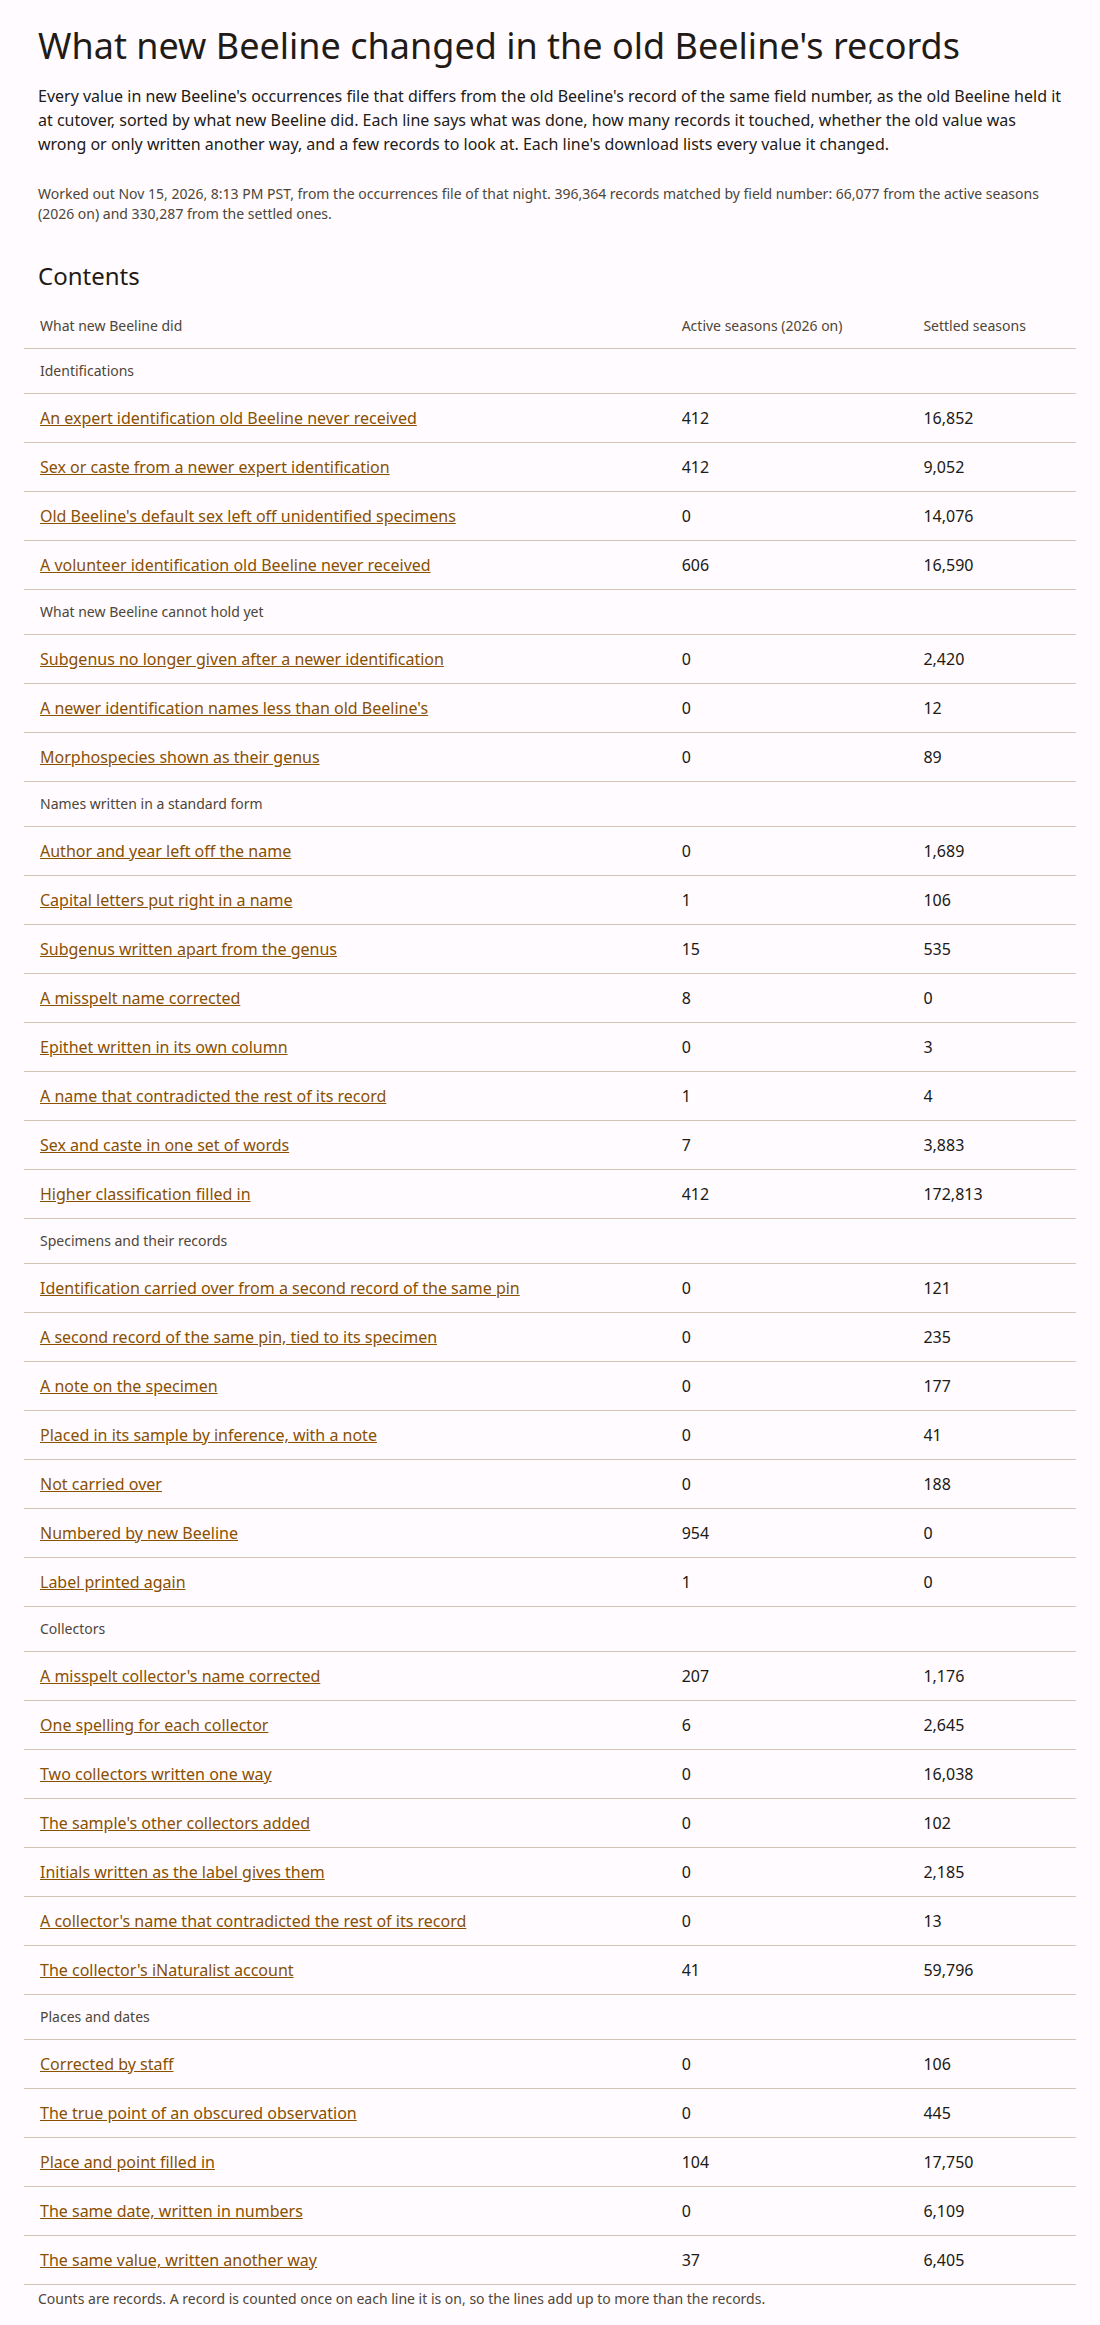 What new Beeline changed in the old Beeline's records
Every value in new Beeline's occurrences file that differs from the old Beeline's record of the same field number, as the old Beeline held it
at cutover, sorted by what new Beeline did. Each line says what was done, how many records it touched, whether the old value was
wrong or only written another way, and a few records to look at. Each line's download lists every value it changed.
Worked out Nov 15, 2026, 8:13 PM PST, from the occurrences file of that night. 396,364 records matched by field number: 66,077 from the active seasons
(2026 on) and 330,287 from the settled ones.
Contents
What new Beeline did Active seasons (2026 on) Settled seasons
Identifications
An expert identification old Beeline never received 412 16,852
Sex or caste from a newer expert identification 412 9,052
Old Beeline's default sex left off unidentified specimens 0 14,076
A volunteer identification old Beeline never received 606 16,590
What new Beeline cannot hold yet
Subgenus no longer given after a newer identification 0 2,420
A newer identification names less than old Beeline's 0 12
Morphospecies shown as their genus 0 89
Names written in a standard form
Author and year left off the name 0 1,689
Capital letters put right in a name 1 106
Subgenus written apart from the genus 15 535
A misspelt name corrected 8 0
Epithet written in its own column 0 3
A name that contradicted the rest of its record 1 4
Sex and caste in one set of words 7 3,883
Higher classification filled in 412 172,813
Specimens and their records
Identification carried over from a second record of the same pin 0 121
A second record of the same pin, tied to its specimen 0 235
A note on the specimen 0 177
Placed in its sample by inference, with a note 0 41
Not carried over 0 188
Numbered by new Beeline 954 0
Label printed again 1 0
Collectors
A misspelt collector's name corrected 207 1,176
One spelling for each collector 6 2,645
Two collectors written one way 0 16,038
The sample's other collectors added 0 102
Initials written as the label gives them 0 2,185
A collector's name that contradicted the rest of its record 0 13
The collector's iNaturalist account 41 59,796
Places and dates
Corrected by staff 0 106
The true point of an obscured observation 0 445
Place and point filled in 104 17,750
The same date, written in numbers 0 6,109
The same value, written another way 37 6,405
Counts are records. A record is counted once on each line it is on, so the lines add up to more than the records.